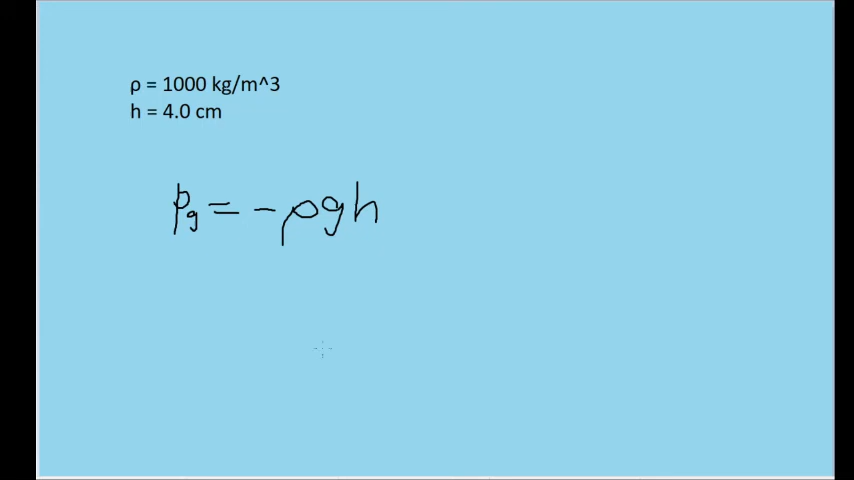 ρ = 1000 kg/m^3
h = 4.0 cm
pg = -ρgh